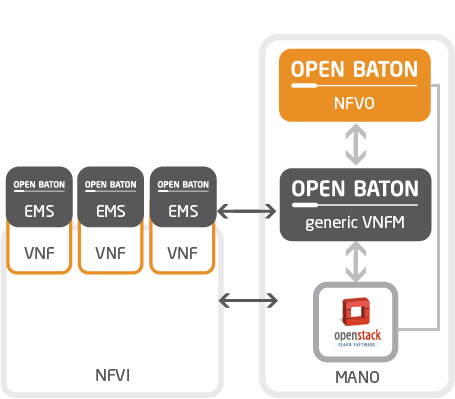 OPEN BATON
NFVO
OPEN BATON
generic VNFM
openstack
CLOUD SOFTWARE
MANO
OPEN BATON OPEN BATON OPEN BATON
EMS EMS EMS
VNF VNF VNF
NFVI